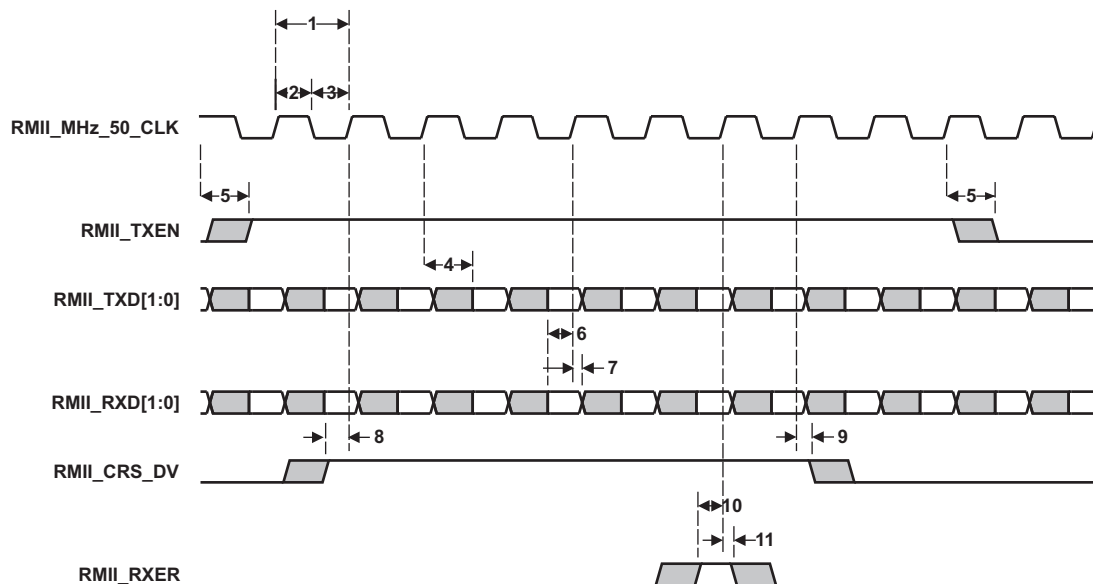 1
2 3
RMII_MHz_50_CLK
5 5
RMII_TXEN
4
RMII_TXD[1:0]
6
7
RMII_RXD[1:0]
8 9
RMII_CRS_DV
10
11
RMII_RXER